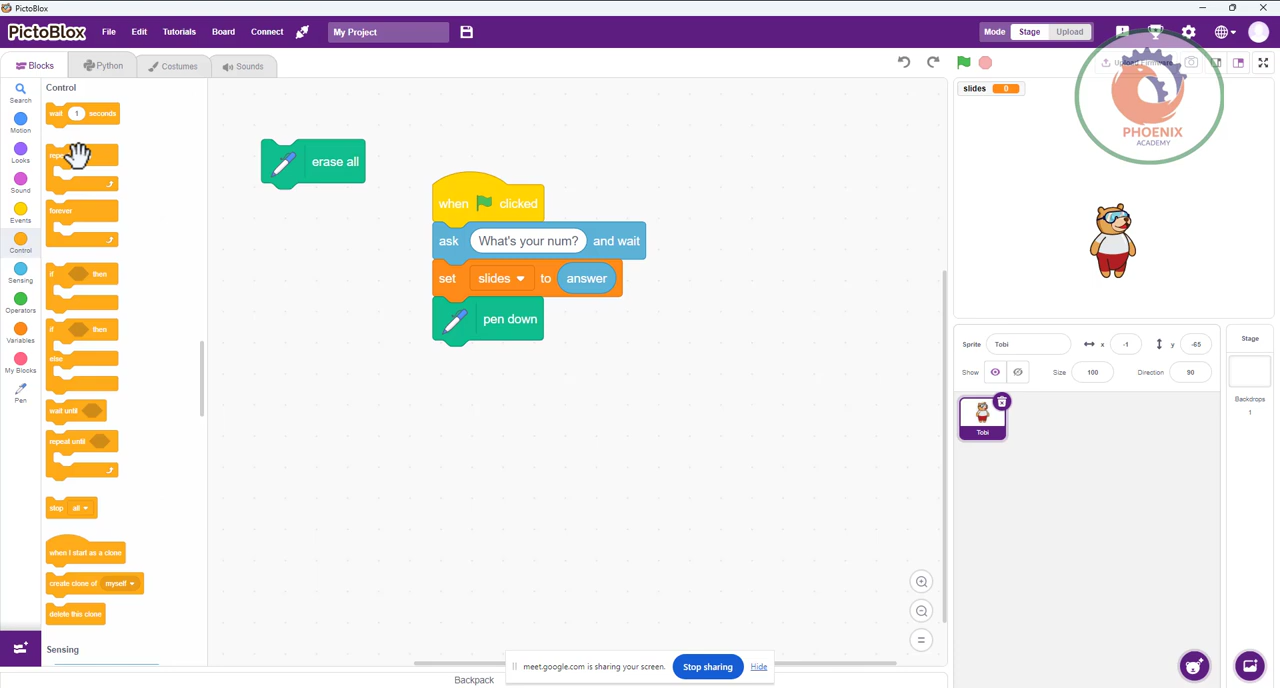 PictoBlox
PictoBlox File Edit Tutorials Board Connect My Project Mode Stage Upload
Blocks Python Costumes Sounds
Search
Motion
Looks
Sound
Events
Control
Sensing
Operators
Variables
My Blocks
Pen
Control
wait 1 seconds
forever
if then
if then
else
wait until
repeat until
stop all
when I start as a clone
create clone of myself
delete this clone
Sensing
erase all
when clicked
ask What's your num? and wait
set slides to answer
pen down
slides 0
PHOENIX
ACADEMY
Sprite Tobi x -1 y -65
Show Size 100 Direction 90
Tobi
Stage
Backdrops
1
meet.google.com is sharing your screen. Stop sharing Hide
Backpack